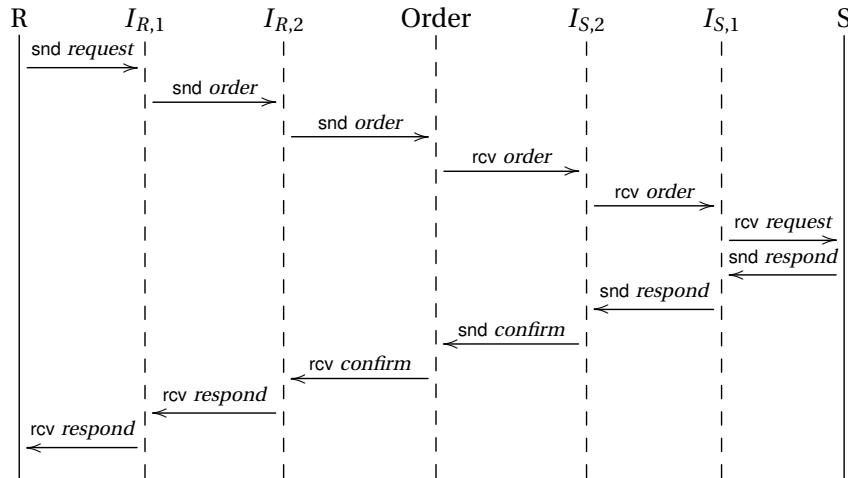 R I_{R,1} I_{R,2} Order I_{S,2} I_{S,1} S
snd request
snd order
snd order
rcv order
rcv order
rcv request
snd respond
snd respond
snd confirm
rcv confirm
rcv respond
rcv respond